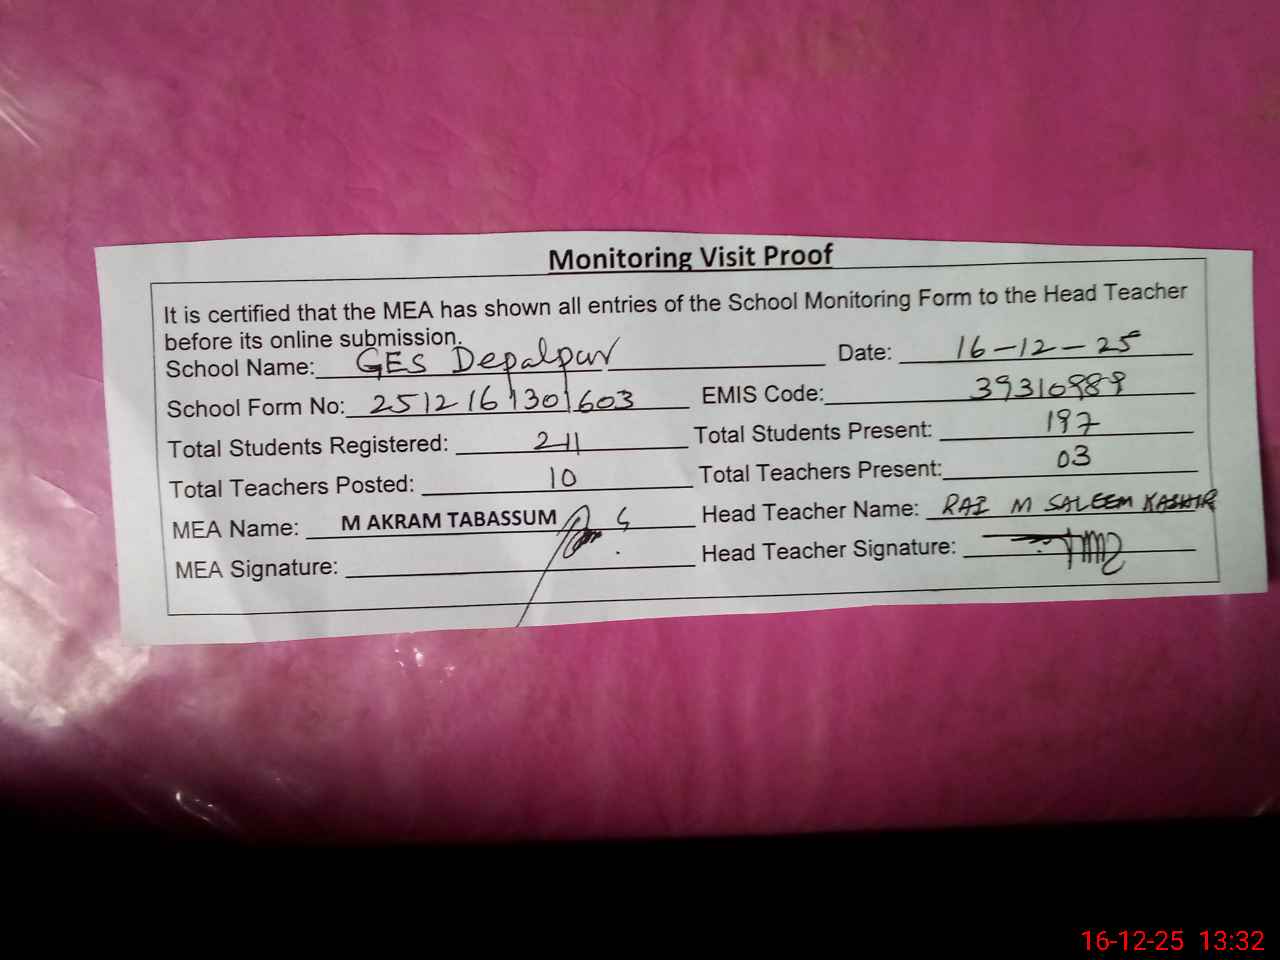 Monitoring Visit Proof
It is certified that the MEA has shown all entries of the School Monitoring Form to the Head Teacher
before its online submission.
School Name: GES Depalpur Date: 16-12-25
School Form No: 2512161301603 EMIS Code: 39310989
Total Students Registered: 211 Total Students Present: 197
Total Teachers Posted: 10 Total Teachers Present: 03
MEA Name: M AKRAM TABASSUM Head Teacher Name: RAI M SALEEM
MEA Signature: Head Teacher Signature:
16-12-25 13:32